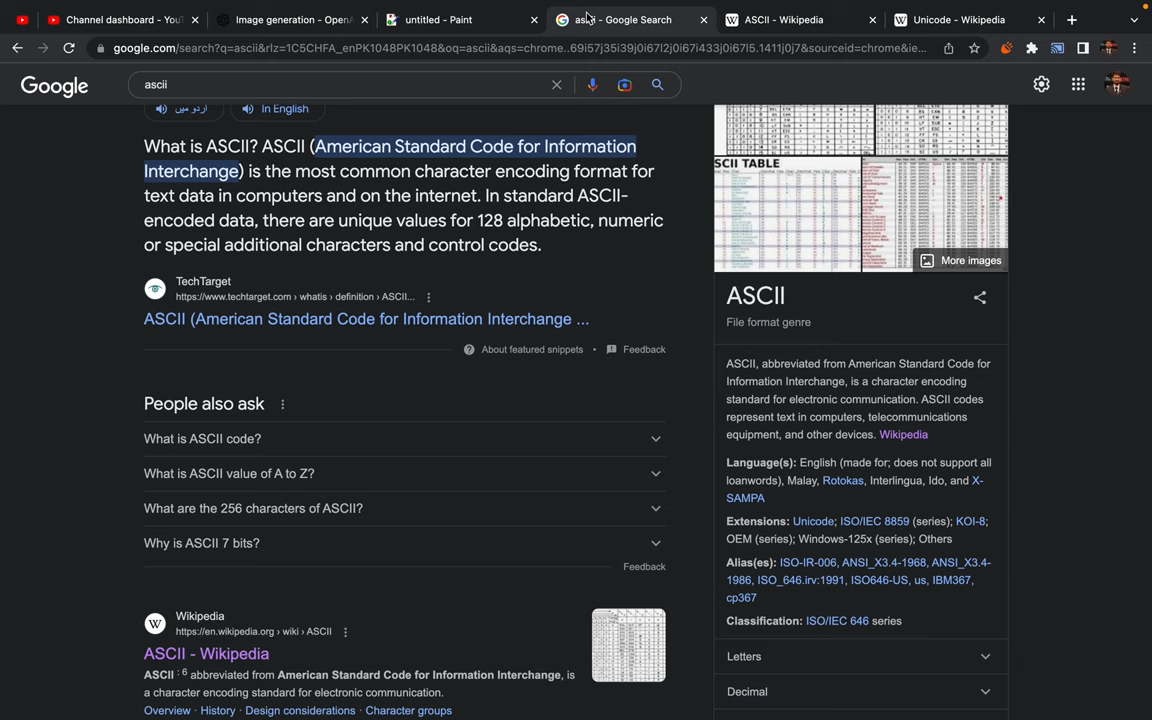 Channel dashboard - YouT
Image generation - OpenA
untitled - Paint
ascii - Google Search
ASCII - Wikipedia
Unicode - Wikipedia
google.com/search?q=ascii&rlz=1C5CHFA_enPK1048PK1048&oq=ascii&aqs=chrome..69i57j35i39j0i67l2j0i67i433j0i67l5.1411j0j7&sourceid=chrome&ie...
Google
ascii
اردو میں
In English
What is ASCII? ASCII (American Standard Code for Information
Interchange) is the most common character encoding format for
text data in computers and on the internet. In standard ASCII-
encoded data, there are unique values for 128 alphabetic, numeric
or special additional characters and control codes.
TechTarget
https://www.techtarget.com › whatis › definition › ASCII...
ASCII (American Standard Code for Information Interchange ...
About featured snippets
•
Feedback
People also ask
What is ASCII code?
What is ASCII value of A to Z?
What are the 256 characters of ASCII?
Why is ASCII 7 bits?
Feedback
Wikipedia
https://en.wikipedia.org › wiki › ASCII
ASCII - Wikipedia
ASCII : 6 abbreviated from American Standard Code for Information Exchange, is
a character encoding standard for electronic communication.
Overview · History · Design considerations · Character groups
SCII TABLE
More images
ASCII
File format genre
ASCII, abbreviated from American Standard Code for
Information Interchange, is a character encoding
standard for electronic communication. ASCII codes
represent text in computers, telecommunications
equipment, and other devices. Wikipedia
Language(s): English (made for; does not support all
loanwords), Malay, Rotokas, Interlingua, Ido, and X-
SAMPA
Extensions: Unicode; ISO/IEC 8859 (series); KOI-8;
OEM (series); Windows-125x (series); Others
Alias(es): ISO-IR-006, ANSI_X3.4-1968, ANSI_X3.4-
1986, ISO_646.irv:1991, ISO646-US, us, IBM367,
cp367
Classification: ISO/IEC 646 series
Letters
Decimal